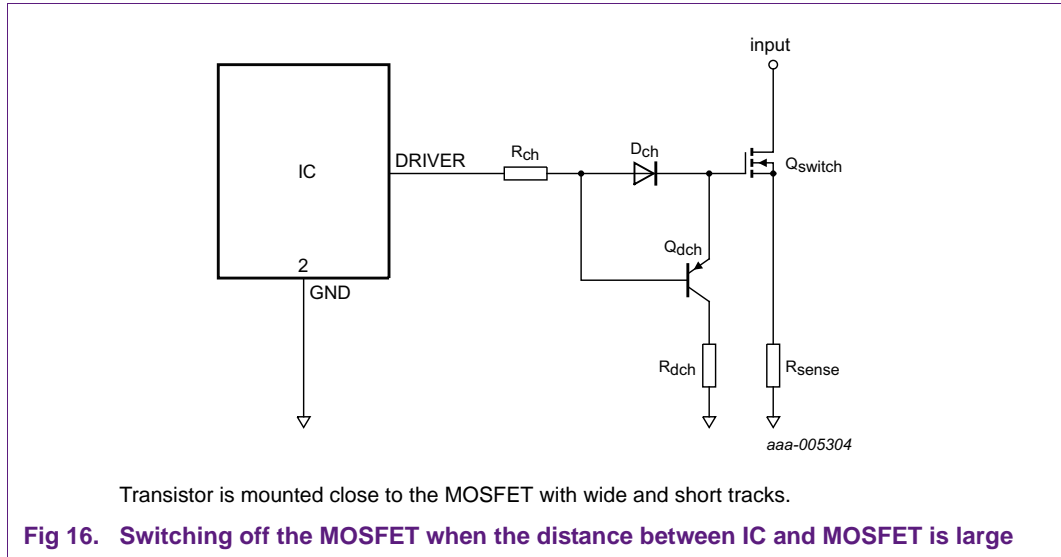 input
IC
DRIVER
Rch
Dch
Qswitch
Qdch
2
GND
Rdch
Rsense
aaa-005304
Transistor is mounted close to the MOSFET with wide and short tracks.
Fig 16. Switching off the MOSFET when the distance between IC and MOSFET is large